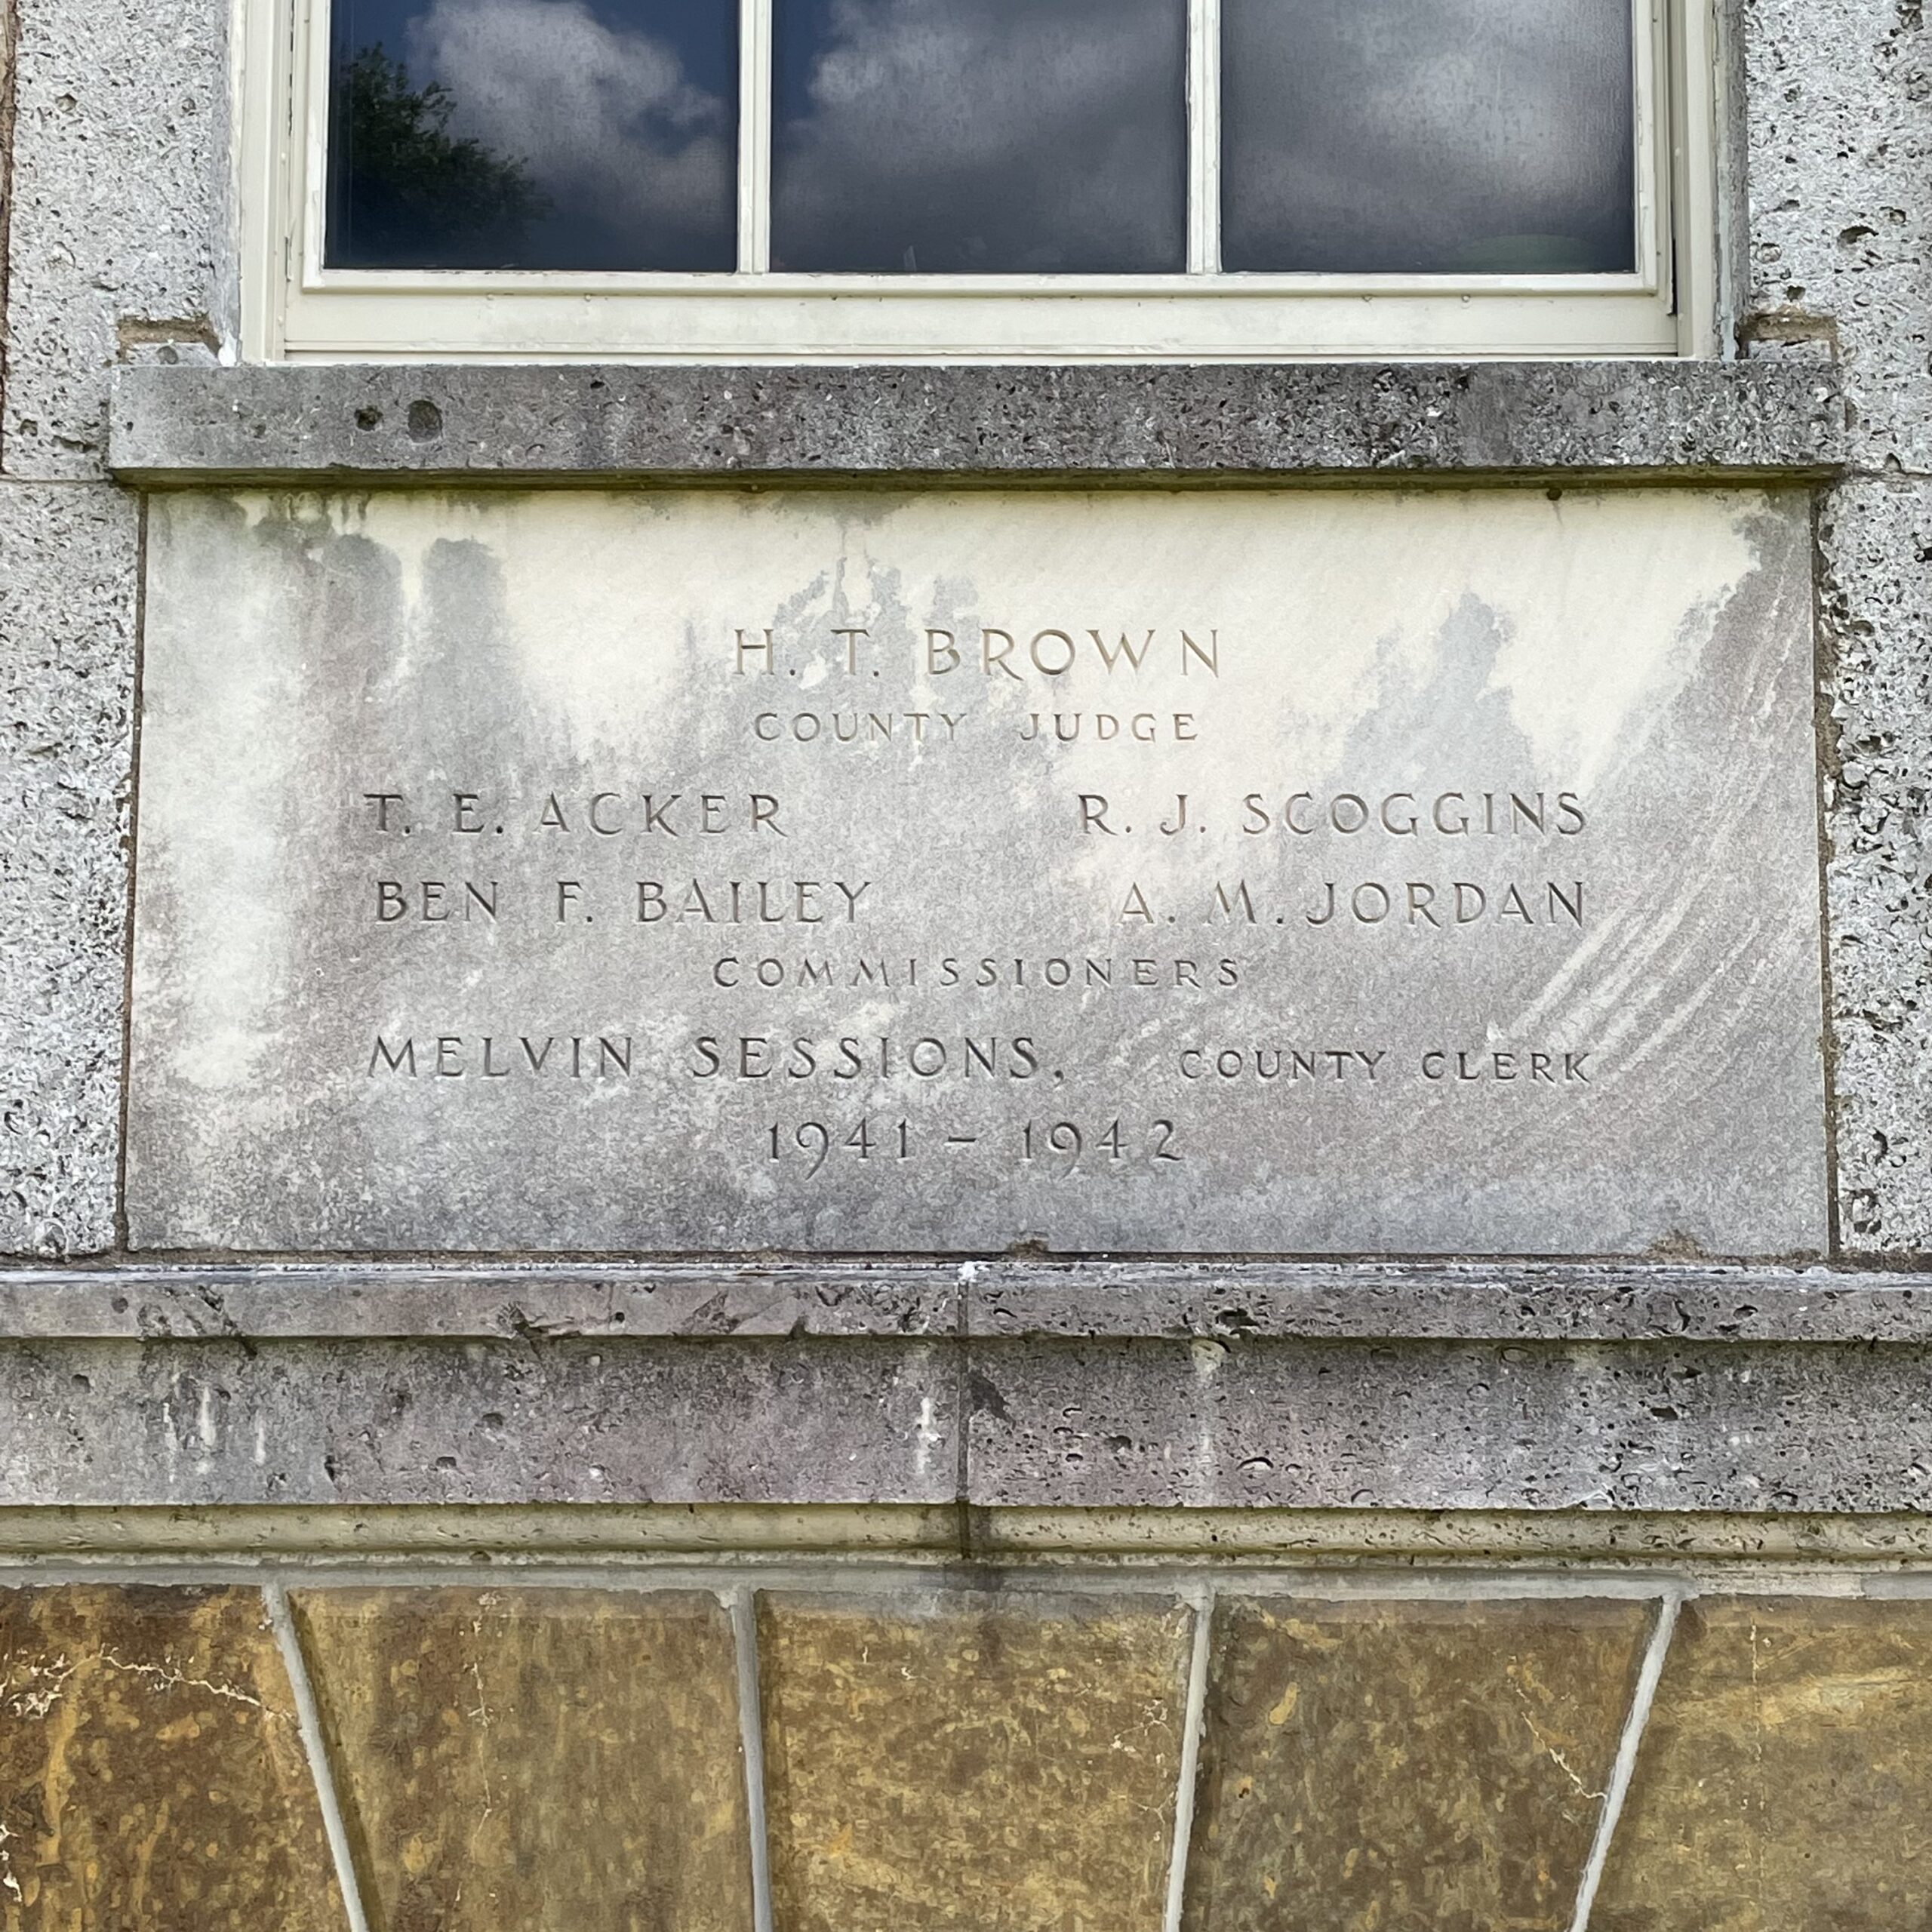 H. T. BROWN
COUNTY JUDGE
T. E. ACKER R. J. SCOGGINS
BEN F. BAILEY A. M. JORDAN
COMMISSIONERS
MELVIN SESSIONS, COUNTY CLERK
1941 – 1942